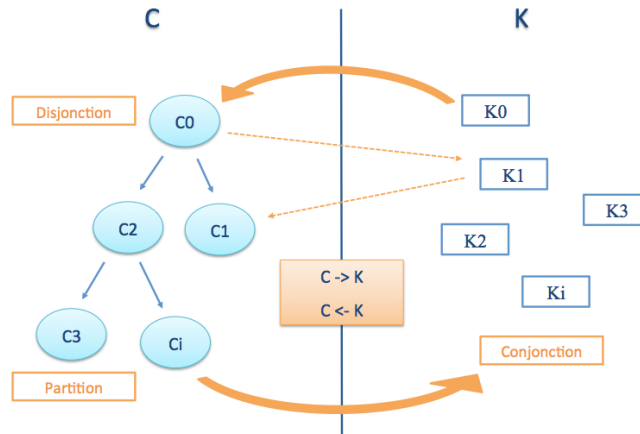 C
K
Disjonction
C0
K0
K1
K3
C2
C1
K2
C -> K
C <- K
Ki
C3
Ci
Conjonction
Partition